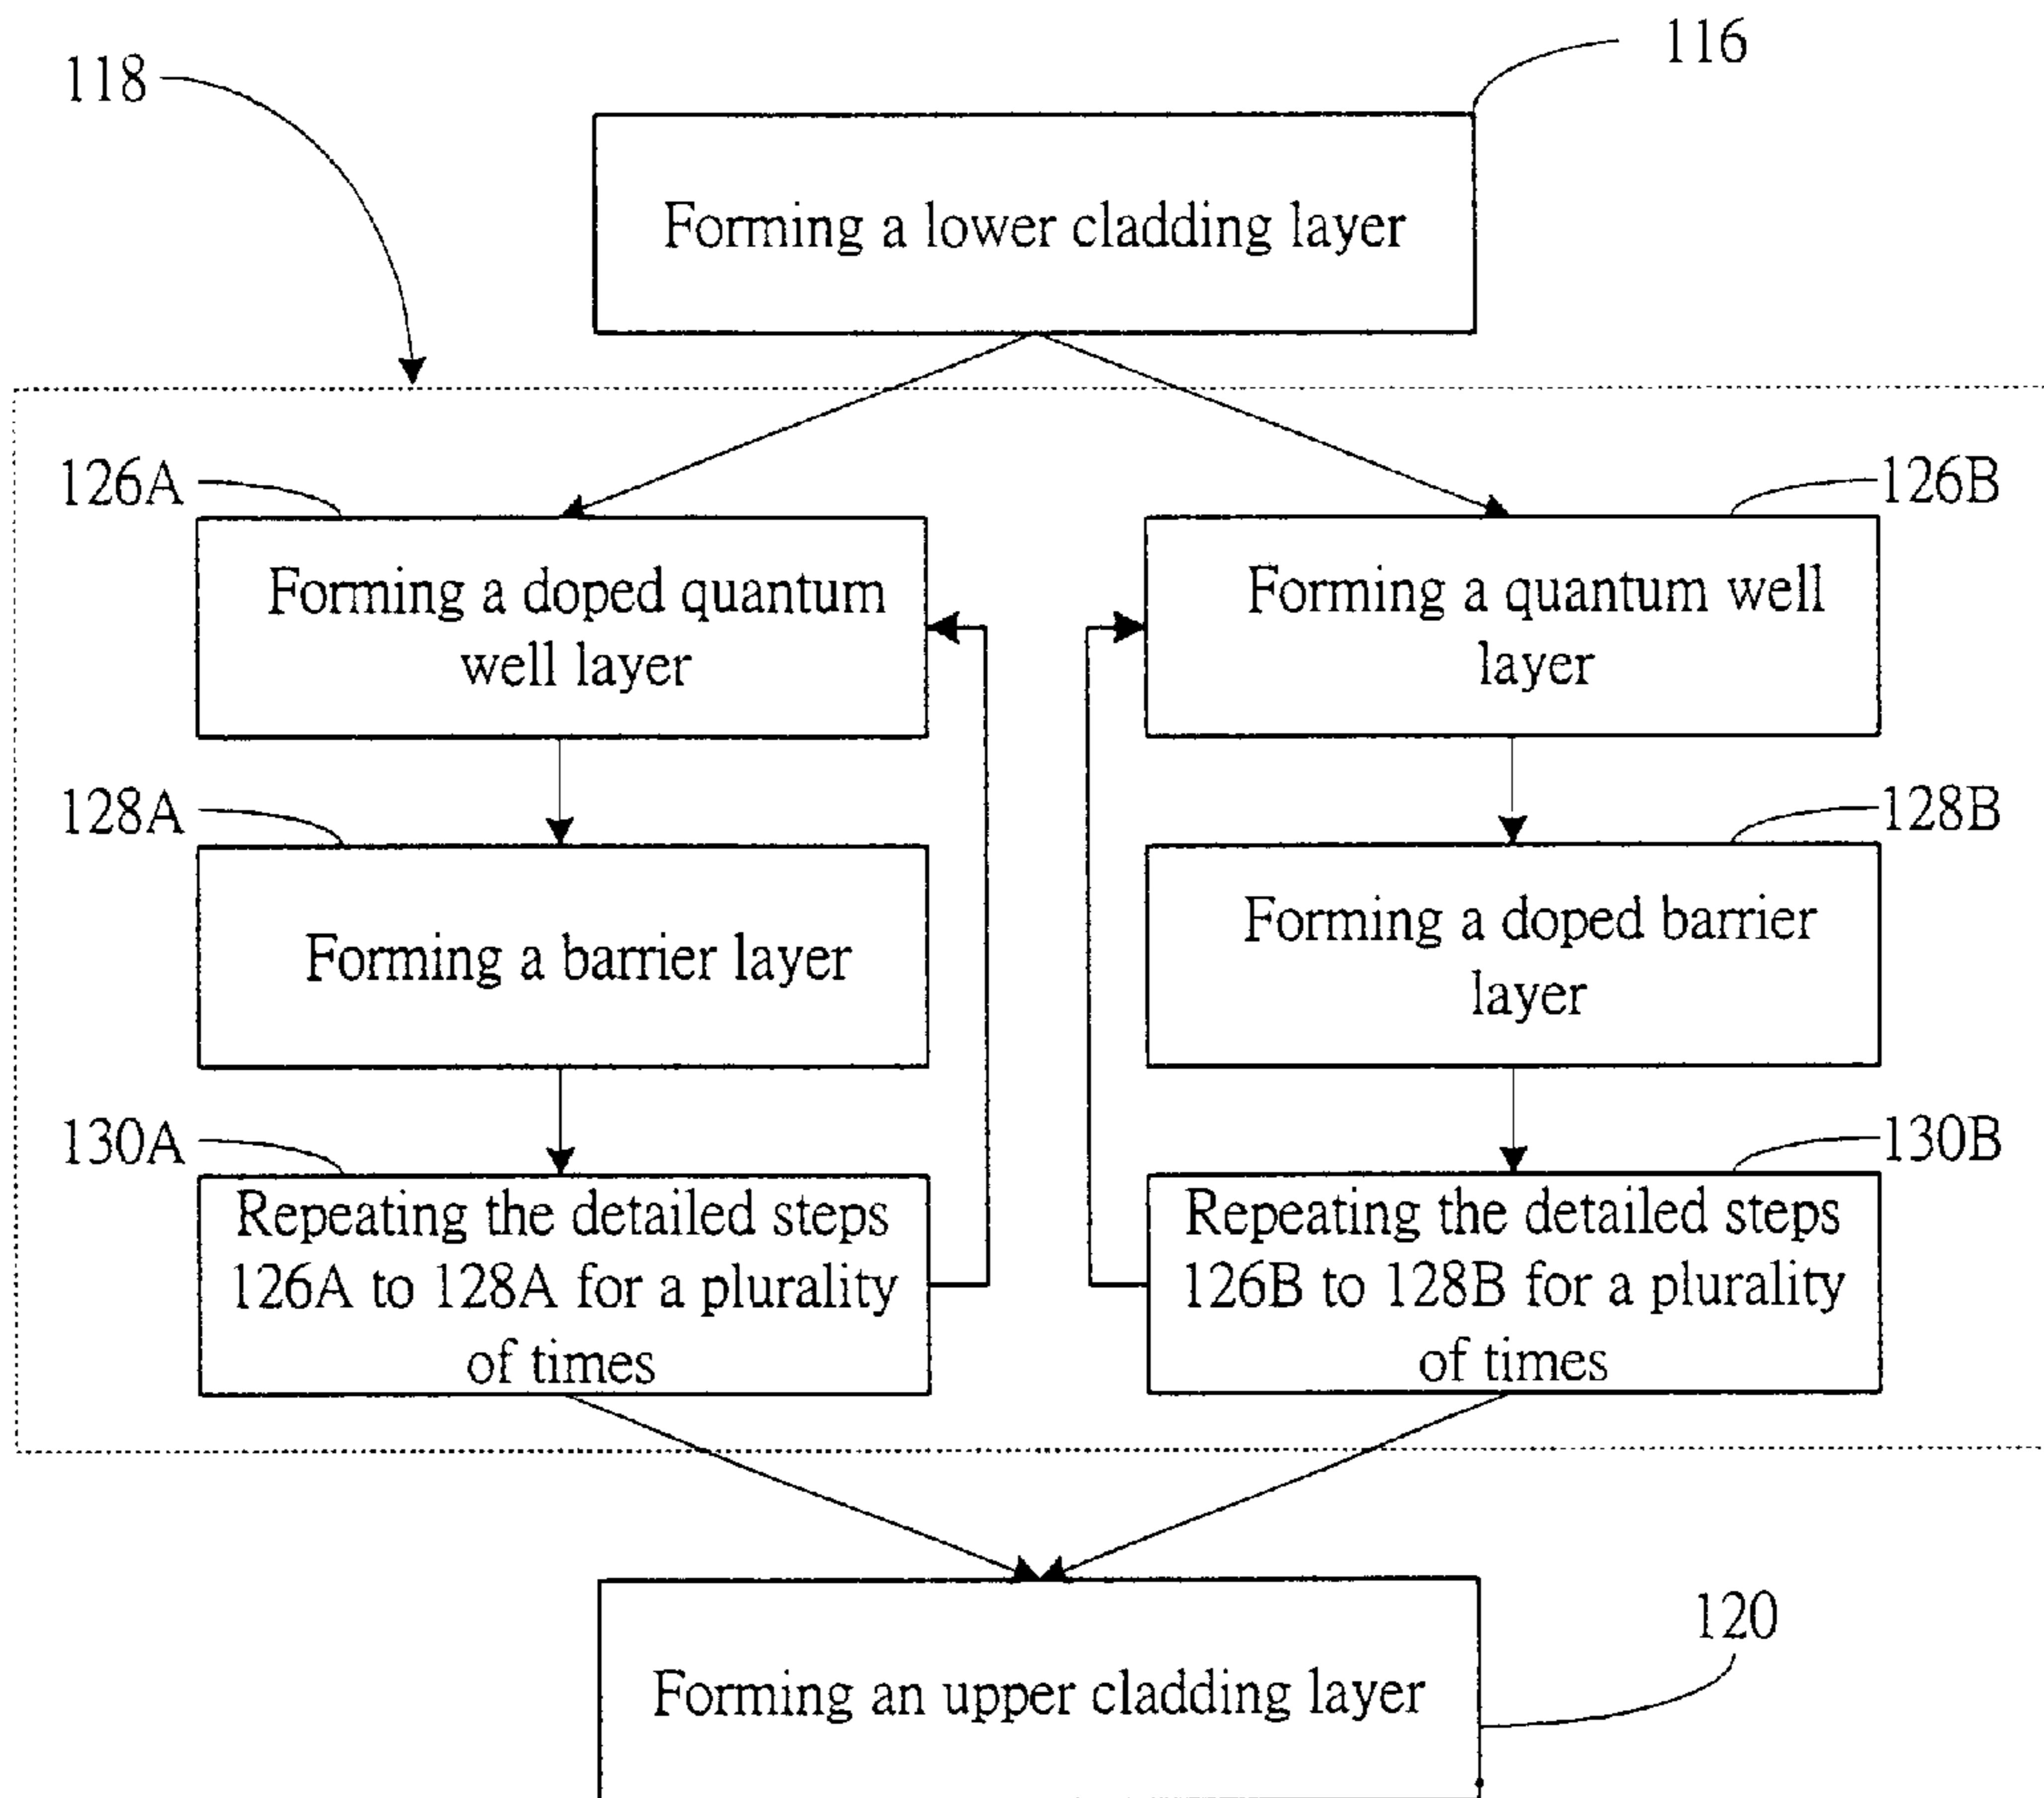 116
118
Forming a lower cladding layer
126A
126B
Forming a doped quantum
well layer
Forming a quantum well
layer
128A
128B
Forming a barrier layer
Forming a doped barrier
layer
130A
130B
Repeating the detailed steps
126A to 128A for a plurality
of times
Repeating the detailed steps
126B to 128B for a plurality
of times
120
Forming an upper cladding layer